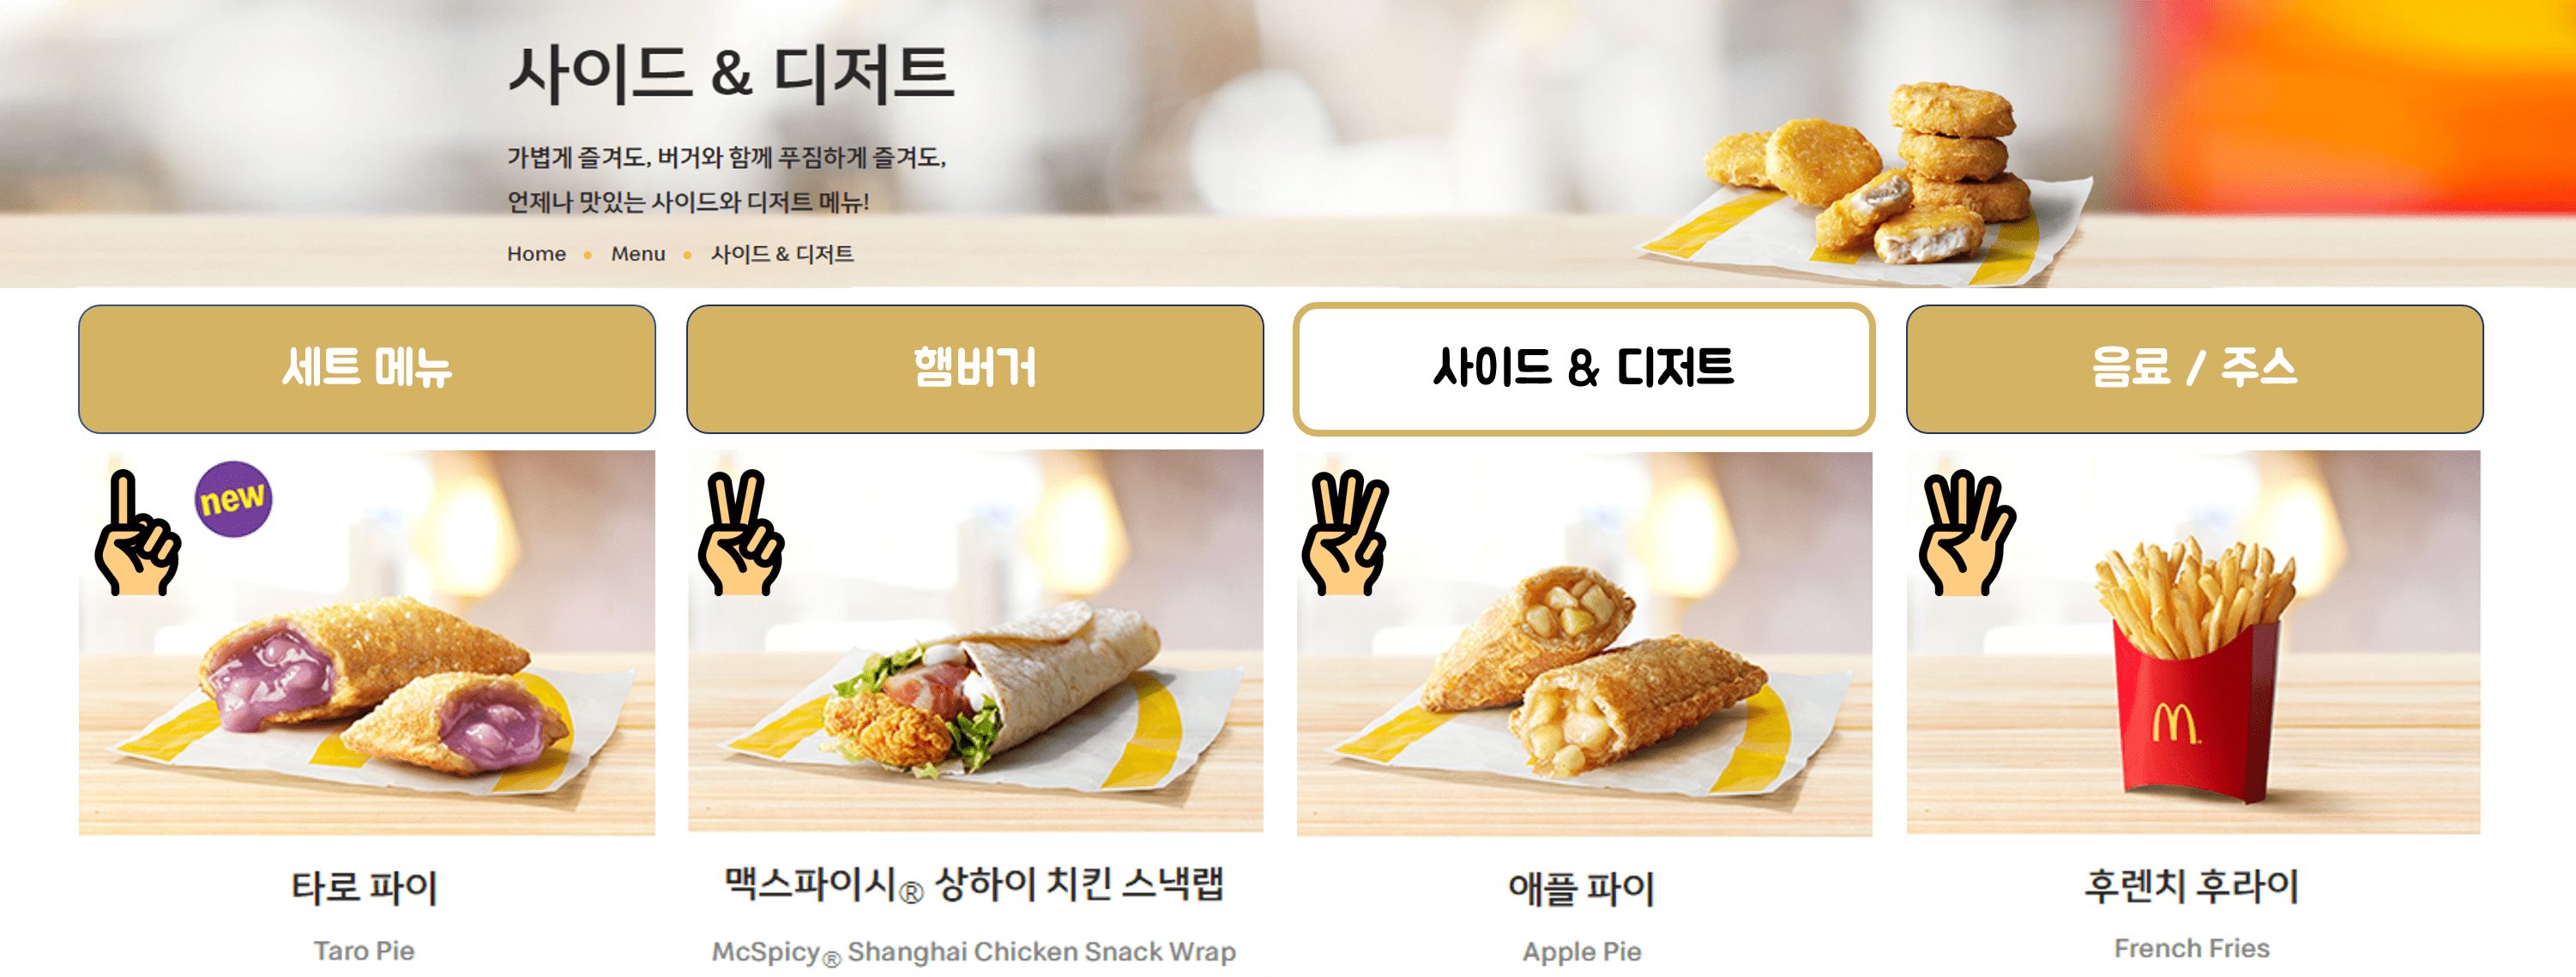 사이드 & 디저트
가볍게 즐겨도, 버거와 함께 푸짐하게 즐겨도,
언제나 맛있는 사이드와 디저트 메뉴!
Home • Menu • 사이드 & 디저트
세트 메뉴
햄버거
사이드 & 디저트
음료 / 주스
new
타로 파이
Taro Pie
맥스파이시® 상하이 치킨 스낵랩
McSpicy® Shanghai Chicken Snack Wrap
애플 파이
Apple Pie
후렌치 후라이
French Fries